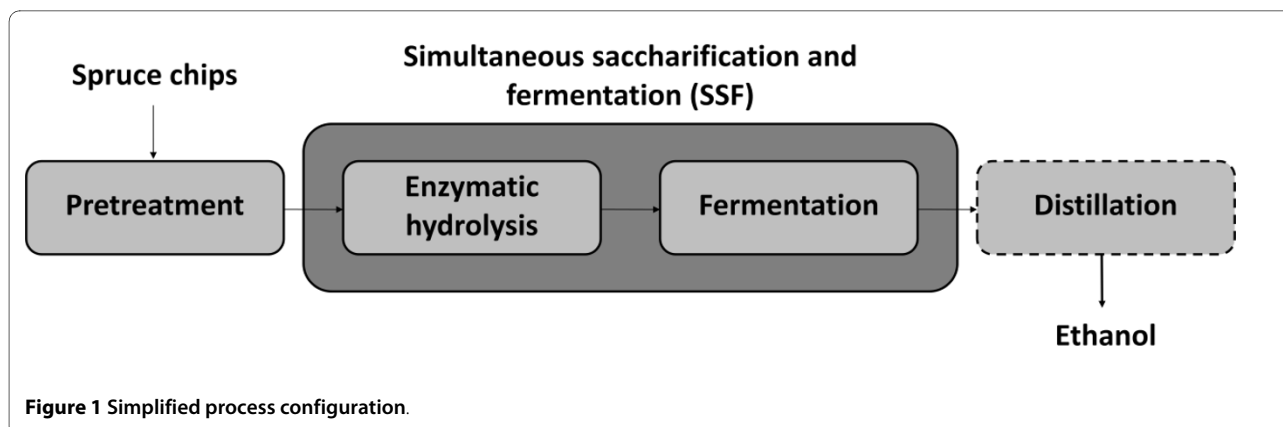 Simultaneous saccharification and
fermentation (SSF)
Spruce chips
Pretreatment
Enzymatic
hydrolysis
Fermentation
Distillation
Ethanol
Figure 1 Simplified process configuration.